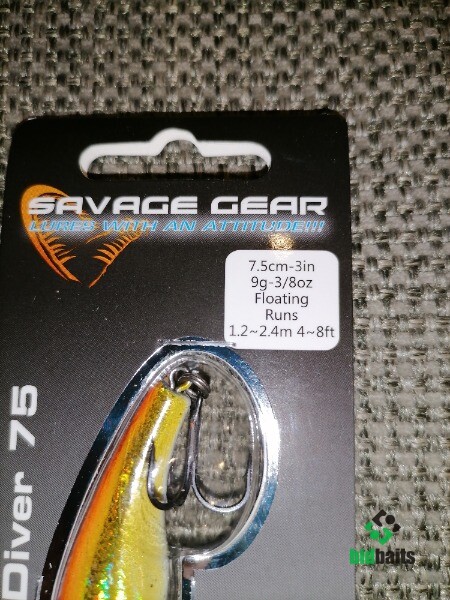 SAVAGE GEAR
LURES WITH AN ATTITUDE!!!
7.5cm-3in
9g-3/8oz
Floating
Runs
1.2~2.4m 4~8ft
Diver 75
bidbaits